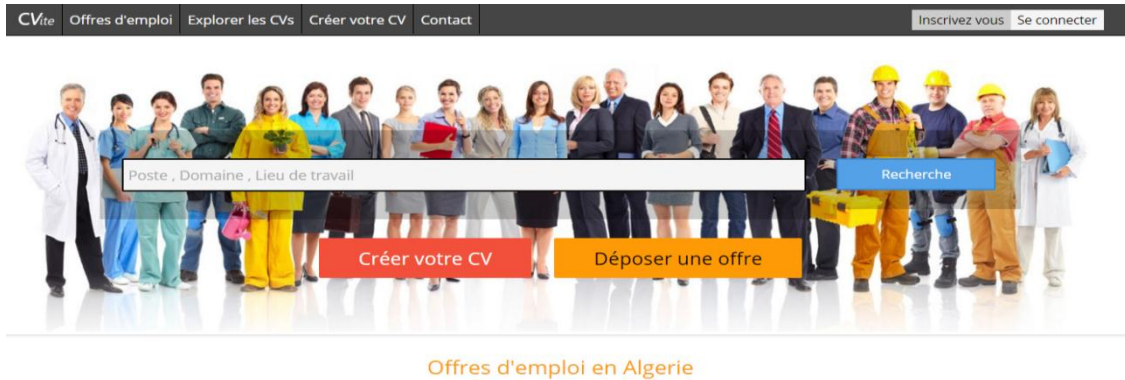 CVite Offres d'emploi Explorer les CVs Créer votre CV Contact Inscrivez vous Se connecter
Poste , Domaine , Lieu de travail Recherche
Créer votre CV Déposer une offre
Offres d'emploi en Algerie